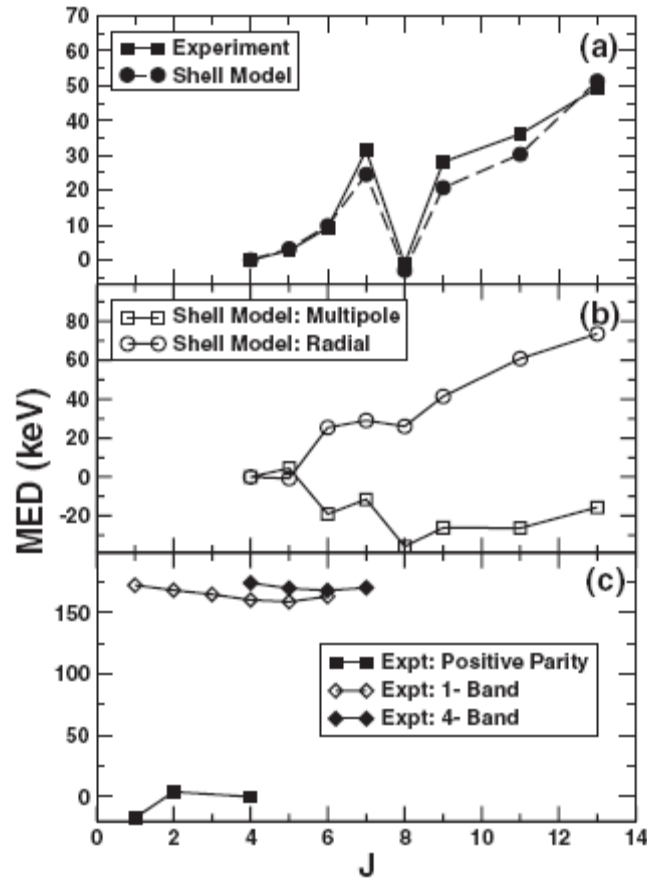 70
60
50
40
30
20
10
0
(a)
Experiment
Shell Model
80
60
40
20
0
-20
(b)
Shell Model: Multipole
Shell Model: Radial
MED (keV)
150
100
50
0
(c)
Expt: Positive Parity
Expt: 1- Band
Expt: 4- Band
0 2 4 6 8 10 12 14
J